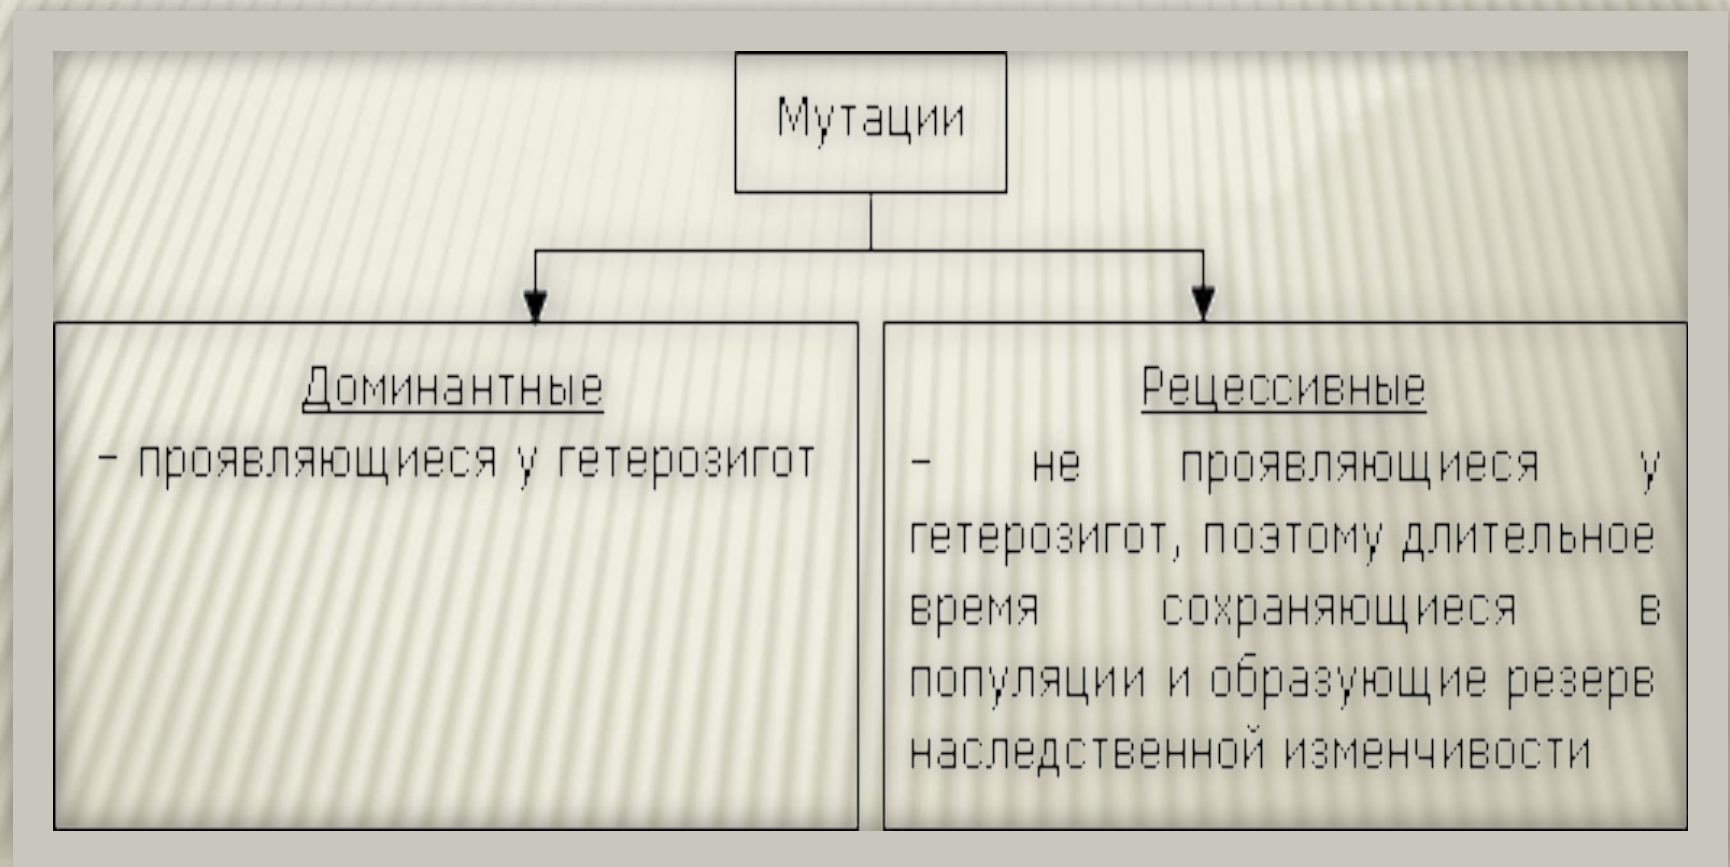 Мутации
Доминантные
- проявляющиеся у гетерозигот
Рецессивные
- не проявляющиеся у
гетерозигот, поэтому длительное
время сохраняющиеся в
популяции и образующие резерв
наследственной изменчивости